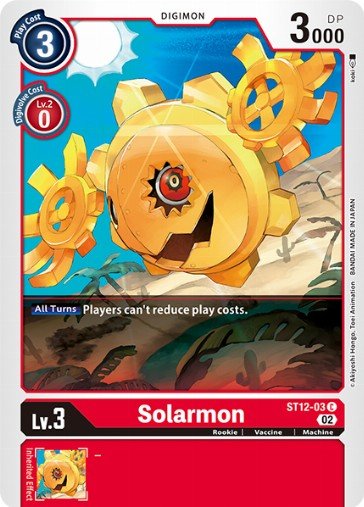 DIGIMON
Play Cost
3
3000
DP
Digivolve Cost
Lv.2
0
koki
© Akiyoshi Hongo, Toei Animation BANDAI MADE IN JAPAN
All Turns Players can't reduce play costs.
ST12-03 C
Lv.3 Solarmon 02
Rookie | Vaccine | Machine
Inherited Effect
-